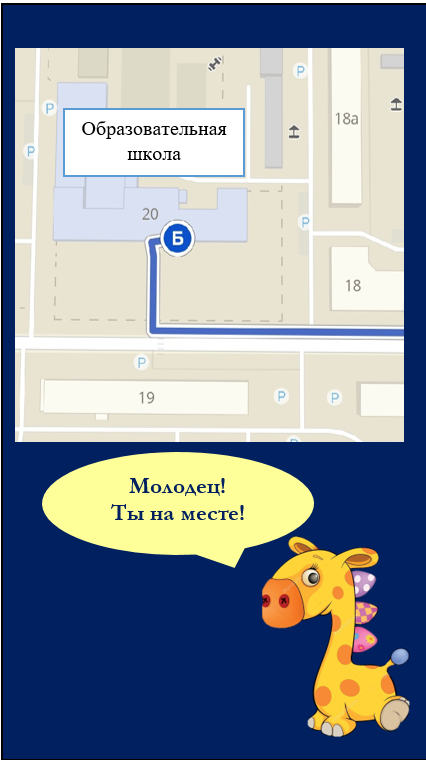 P
P
18а
Образовательная
школа
P
20
P
Б
18
P
19
P
P
Молодец!
Ты на месте!